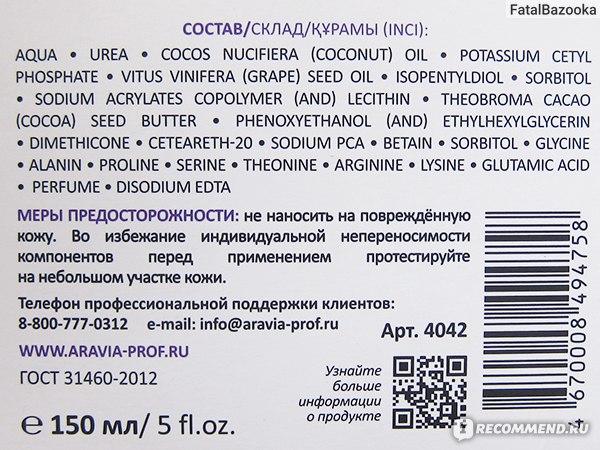 FatalBazooka
СОСТАВ/СКЛАД/ҚҰРАМЫ (INCI):
AQUA • UREA • COCOS NUCIFIERA (COCONUT) OIL • POTASSIUM CETYL
PHOSPHATE • VITUS VINIFERA (GRAPE) SEED OIL • ISOPENTYLDIOL • SORBITOL
• SODIUM ACRYLATES COPOLYMER (AND) LECITHIN • THEOBROMA CACAO
(COCOA) SEED BUTTER • PHENOXYETHANOL (AND) ETHYLHEXYLGLYCERIN
• DIMETHICONE • CETEARETH-20 • SODIUM PCA • BETAIN • SORBITOL • GLYCINE
• ALANIN • PROLINE • SERINE • THEONINE • ARGININE • LYSINE • GLUTAMIC ACID
• PERFUME • DISODIUM EDTA
МЕРЫ ПРЕДОСТОРОЖНОСТИ: не наносить на повреждённую
кожу. Во избежание индивидуальной непереносимости
компонентов перед применением протестируйте
на небольшом участке кожи.
Телефон профессиональной поддержки клиентов:
8-800-777-0312 e-mail: info@aravia-prof.ru
Арт. 4042
WWW.ARAVIA-PROF.RU
ГОСТ 31460-2012
Узнайте
больше
информации
о продукте
℮ 150 мл/ 5 fl.oz.
4 670008 494758
RECOMMEND.RU